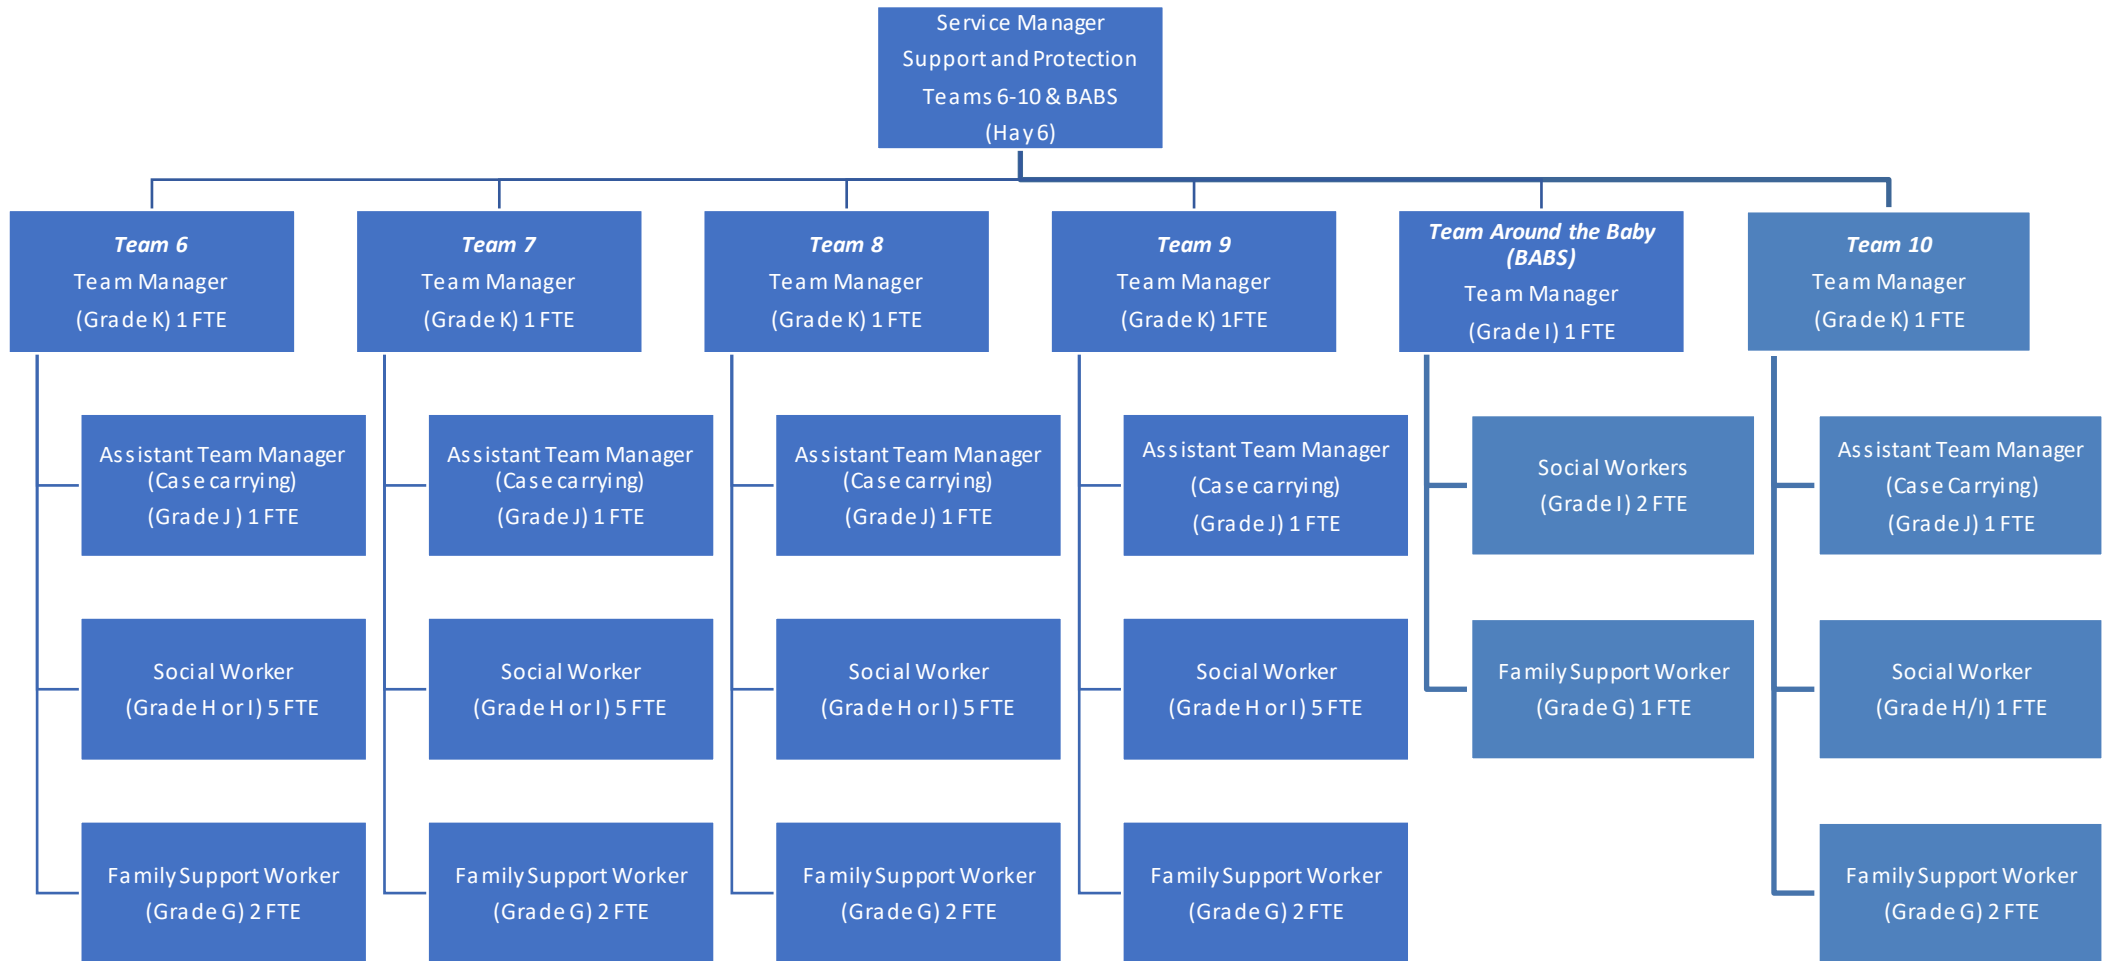 Service Manager
Support and Protection
Teams 6-10 & BABS
(Hay 6)
Team 6
Team Manager
(Grade K) 1 FTE
Assistant Team Manager
(Case carrying)
(Grade J ) 1 FTE
Social Worker
(Grade H or I) 5 FTE
Family Support Worker
(Grade G) 2 FTE
Team 7
Team Manager
(Grade K) 1 FTE
Assistant Team Manager
(Case carrying)
(Grade J) 1 FTE
Social Worker
(Grade H or I) 5 FTE
Family Support Worker
(Grade G) 2 FTE
Team 8
Team Manager
(Grade K) 1 FTE
Assistant Team Manager
(Case carrying)
(Grade J) 1 FTE
Social Worker
(Grade H or I) 5 FTE
Family Support Worker
(Grade G) 2 FTE
Team 9
Team Manager
(Grade K) 1FTE
Assistant Team Manager
(Case carrying)
(Grade J) 1 FTE
Social Worker
(Grade H or I) 5 FTE
Family Support Worker
(Grade G) 2 FTE
Team Around the Baby
(BABS)
Team Manager
(Grade I) 1 FTE
Social Workers
(Grade I) 2 FTE
Family Support Worker
(Grade G) 1 FTE
Team 10
Team Manager
(Grade K) 1 FTE
Assistant Team Manager
(Case Carrying)
(Grade J) 1 FTE
Social Worker
(Grade H/I) 1 FTE
Family Support Worker
(Grade G) 2 FTE